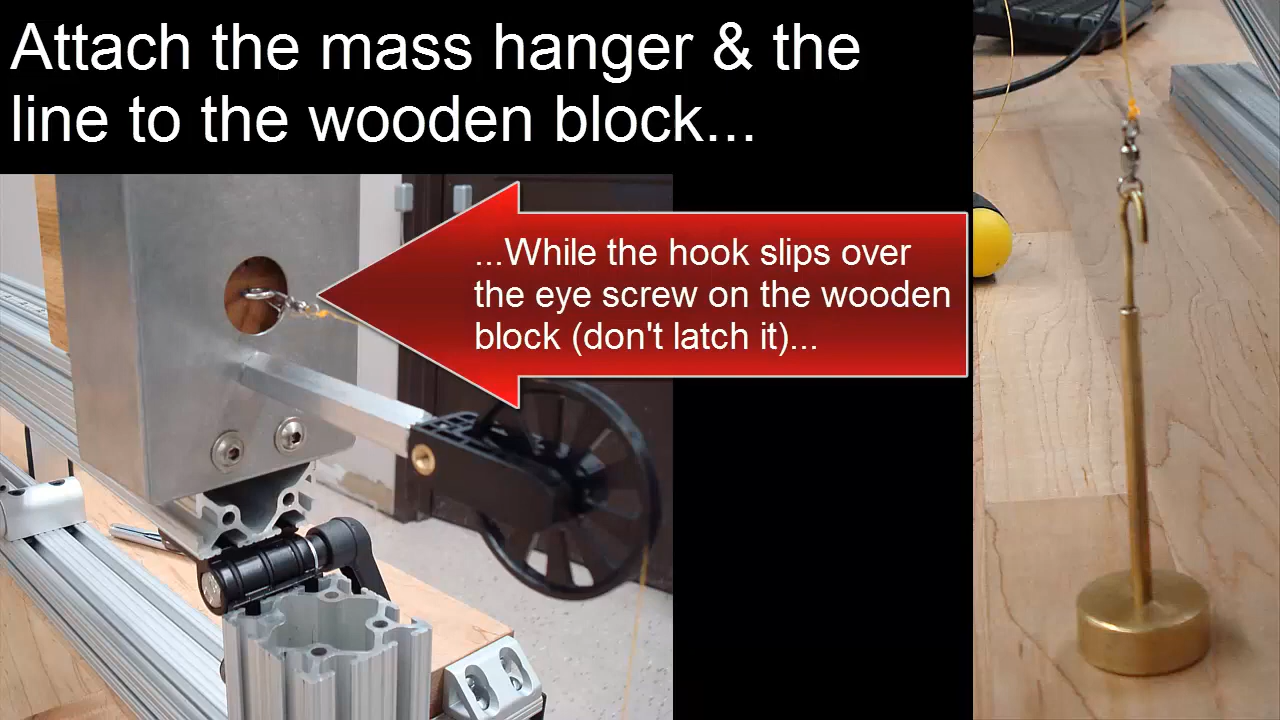 Attach the mass hanger & the
line to the wooden block...
...While the hook slips over
the eye screw on the wooden
block (don't latch it)...